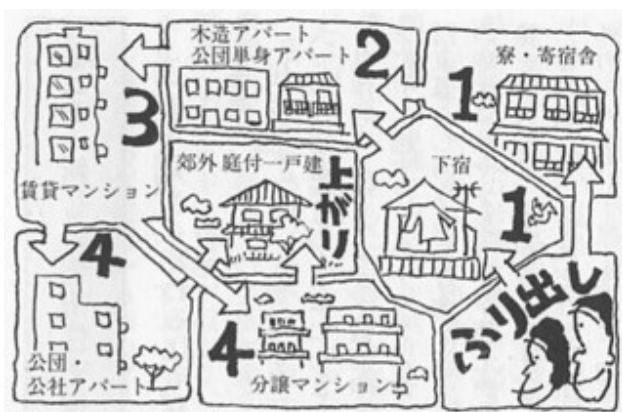 木造アパート
公団単身アパート
2
寮・寄宿舎
1
3
賃貸マンション
郊外 庭付一戸建
上がり
下宿
1
4
公団・
公社アパート
4
分譲マンション
ふり出し